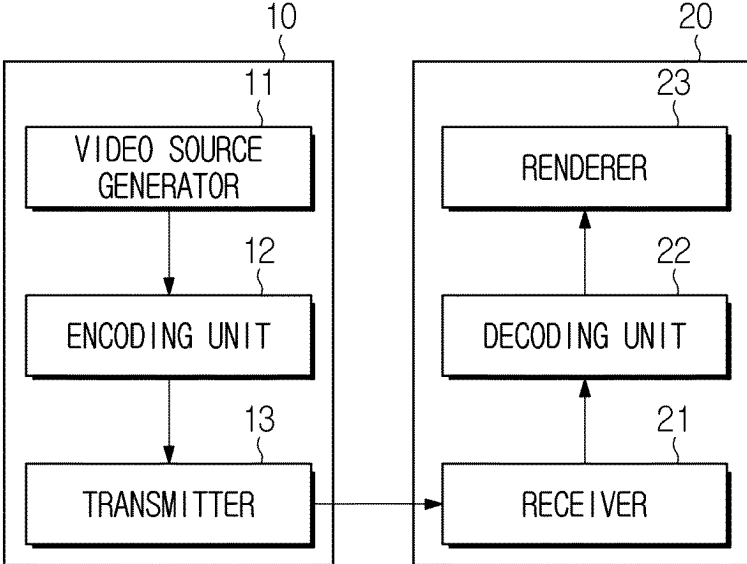 10
11
VIDEO SOURCE
GENERATOR
12
ENCODING UNIT
13
TRANSMITTER
20
23
RENDERER
22
DECODING UNIT
21
RECEIVER